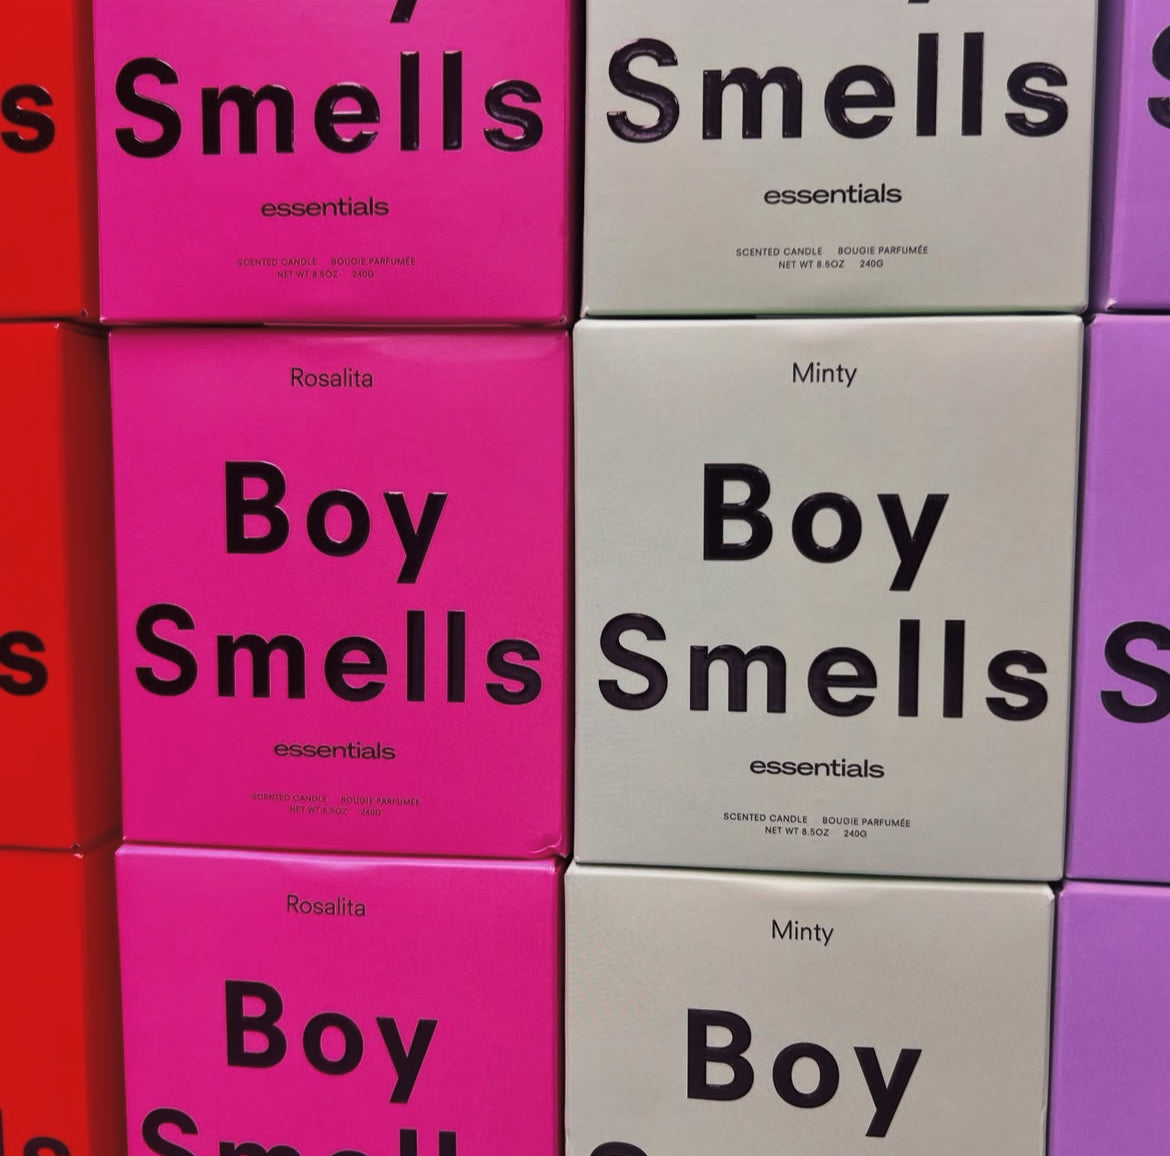 s
Smells
essentials
SCENTED CANDLE BOUGIE PARFUMÉE
NET WT 8.5OZ 240G
Smells
essentials
SCENTED CANDLE BOUGIE PARFUMÉE
NET WT 8.5OZ 240G
S
s
Rosalita
Boy
Smells
essentials
SCENTED CANDLE BOUGIE PARFUMÉE
NET WT 8.5OZ 240G
Minty
Boy
Smells
essentials
SCENTED CANDLE BOUGIE PARFUMÉE
NET WT 8.5OZ 240G
S
ls
Rosalita
Boy
Smell
Minty
Boy